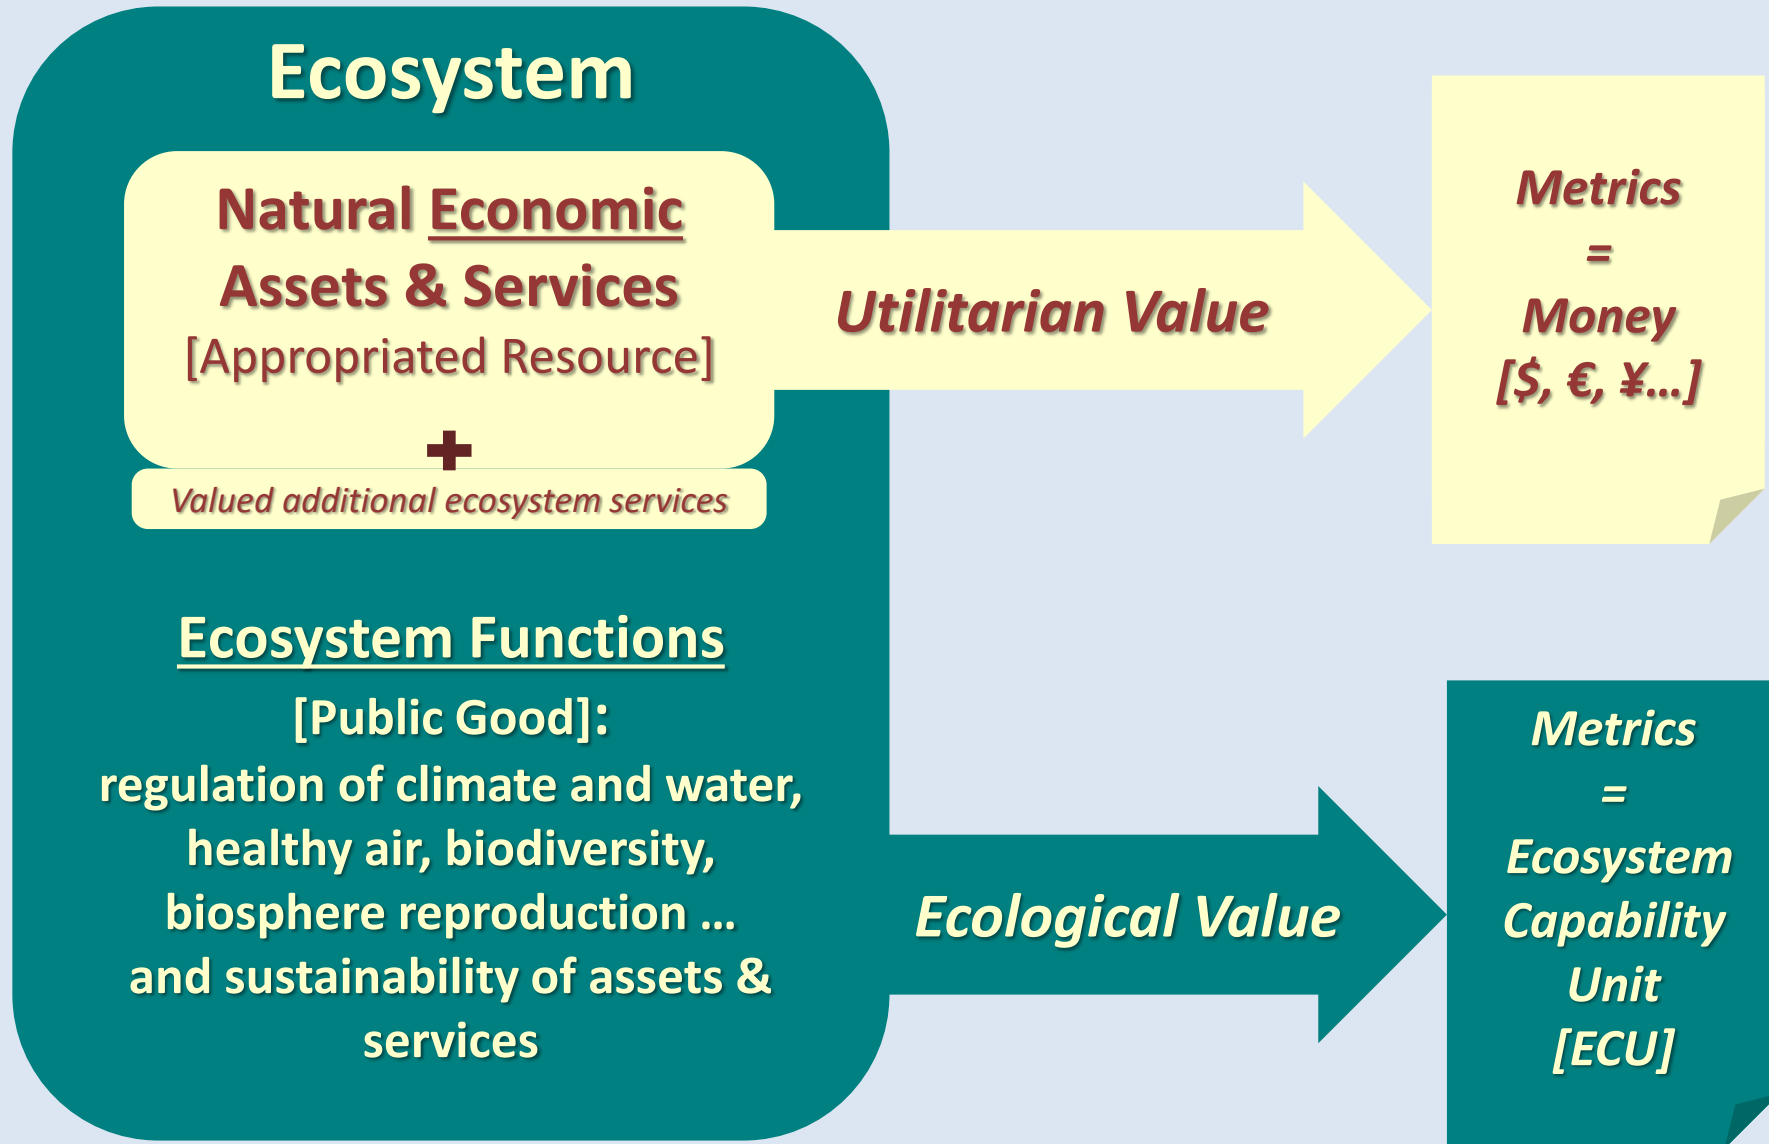 Ecosystem
Natural Economic
Assets & Services
[Appropriated Resource]
Valued additional ecosystem services
Ecosystem Functions
[Public Good]:
regulation of climate and water,
healthy air, biodiversity,
biosphere reproduction ...
and sustainability of assets &
services
Utilitarian Value
Metrics
=
Money
[$, €, ¥...]
Ecological Value
Metrics
=
Ecosystem
Capability
Unit
[ECU]